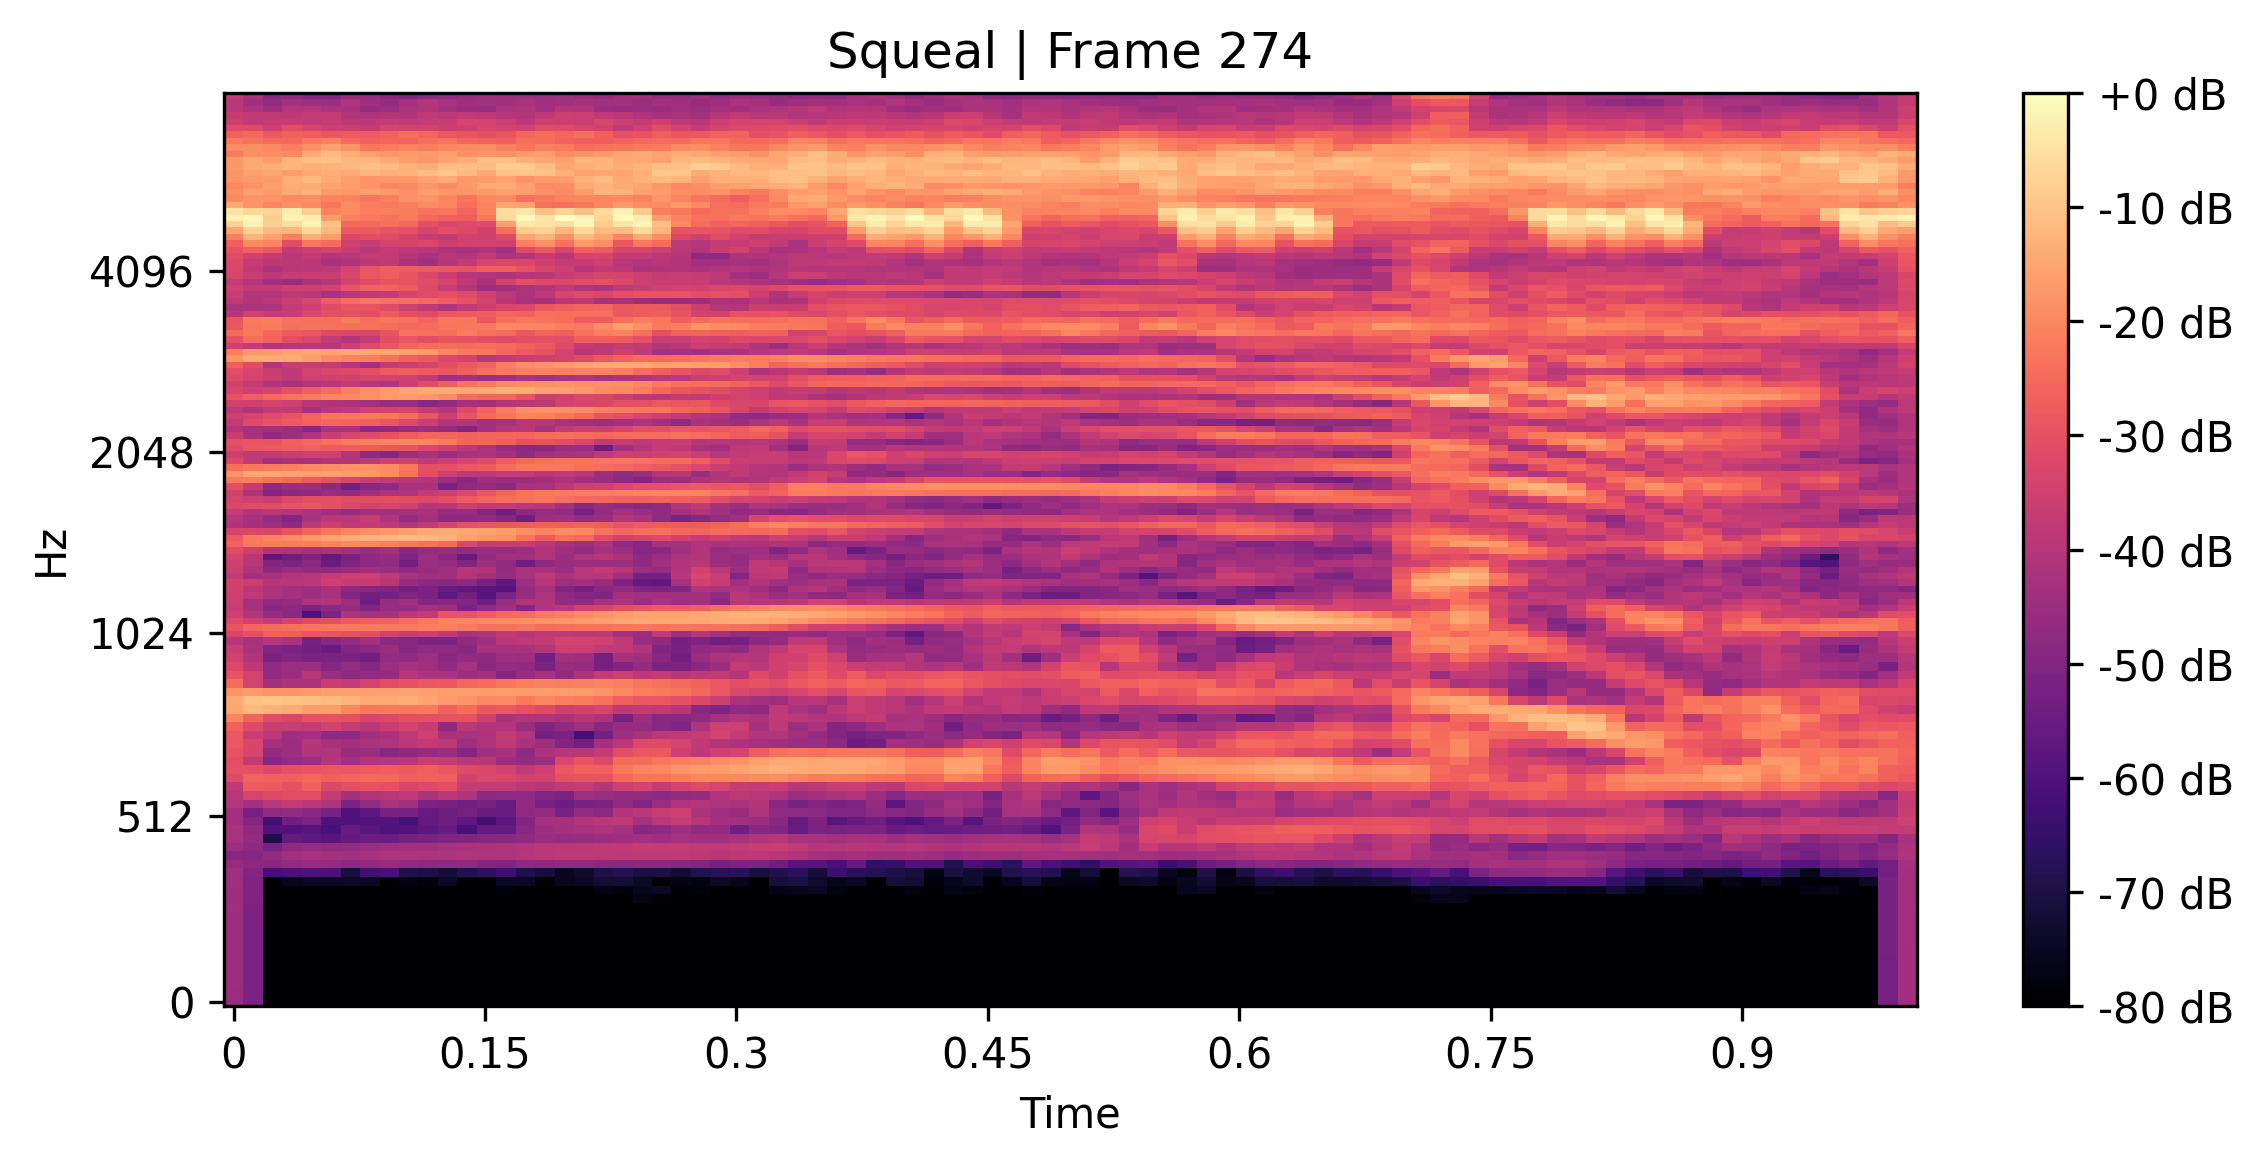 Squeal | Frame 274
+0 dB
-10 dB
-20 dB
-30 dB
-40 dB
-50 dB
-60 dB
-70 dB
-80 dB
Hz
4096
2048
1024
512
0
0 0.15 0.3 0.45 0.6 0.75 0.9
Time